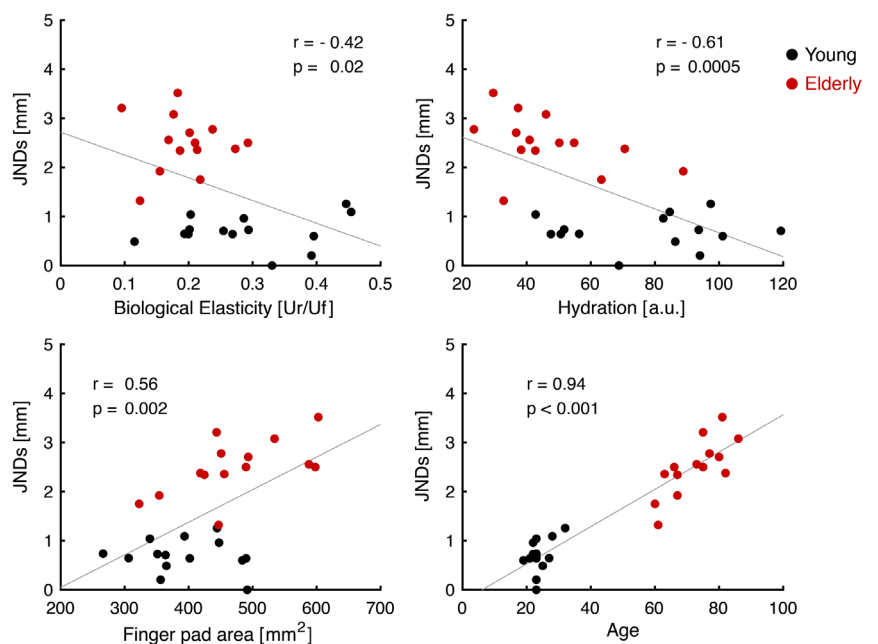 5
4
3
2
1
0
JNDs [mm]
r = - 0.42
p = 0.02
0 0.1 0.2 0.3 0.4 0.5
Biological Elasticity [Ur/Uf]
5
4
3
2
1
0
JNDs [mm]
r = - 0.61
p = 0.0005
20 40 60 80 100 120
Hydration [a.u.]
Young
Elderly
5
4
3
2
1
0
JNDs [mm]
r = 0.56
p = 0.002
200 300 400 500 600 700
Finger pad area [mm²]
5
4
3
2
1
0
JNDs [mm]
r = 0.94
p < 0.001
0 20 40 60 80 100
Age